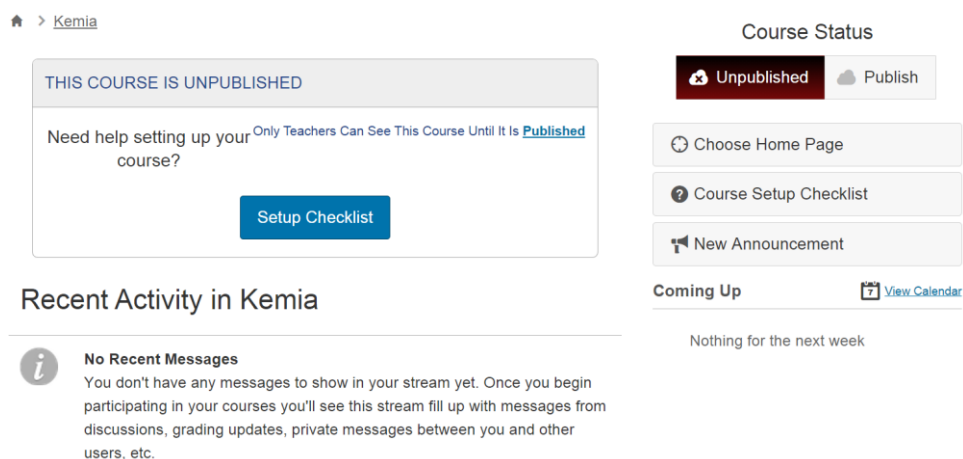 Kemia
THIS COURSE IS UNPUBLISHED
Need help setting up your
course?
Only Teachers Can See This Course Until It Is Published
Setup Checklist
Recent Activity in Kemia
No Recent Messages
You don't have any messages to show in your stream yet. Once you begin
participating in your courses you'll see this stream fill up with messages from
discussions, grading updates, private messages between you and other
users, etc.
Course Status
Unpublished
Publish
Choose Home Page
Course Setup Checklist
New Announcement
Coming Up
7
View Calendar
Nothing for the next week